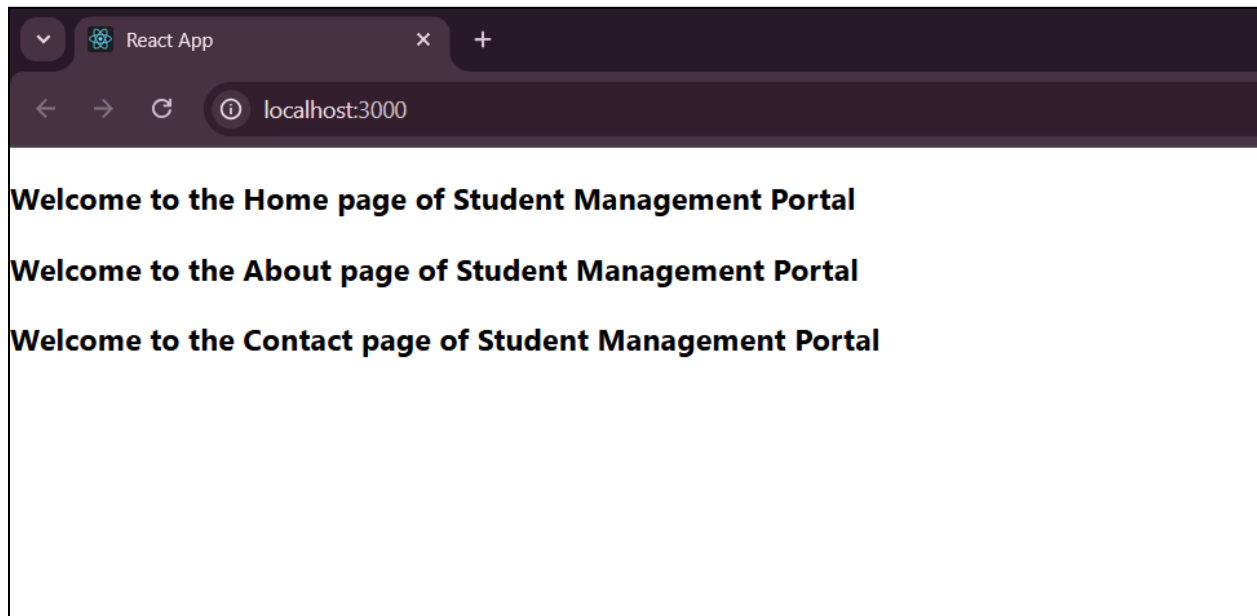 React App
localhost:3000
Welcome to the Home page of Student Management Portal
Welcome to the About page of Student Management Portal
Welcome to the Contact page of Student Management Portal